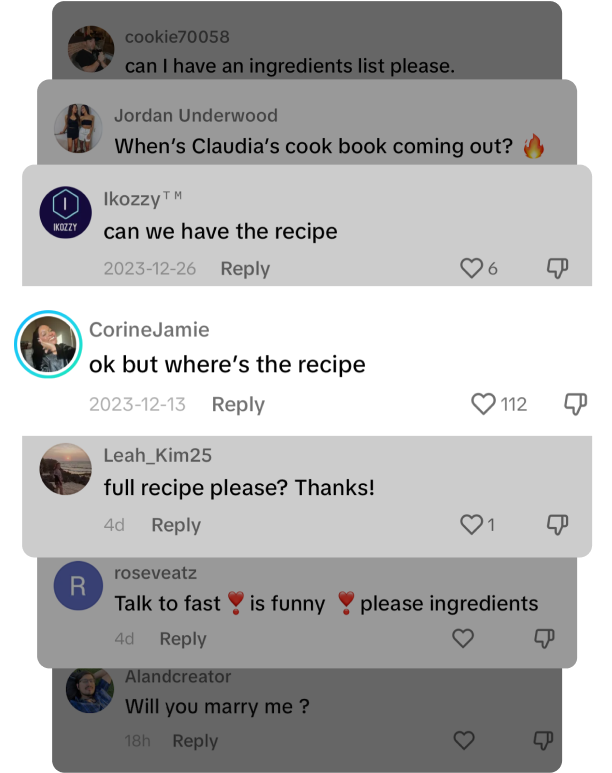 cookie70058
can I have an ingredients list please.
Jordan Underwood
When's Claudia's cook book coming out? 🔥
I
IKOZZY
Ikozzy™
can we have the recipe
2023-12-26 Reply 6
CorineJamie
ok but where's the recipe
2023-12-13 Reply 112
Leah_Kim25
full recipe please? Thanks!
4d Reply 1
R
roseveatz
Talk to fast❣️is funny ❣️please ingredients
4d Reply
Alandcreator
Will you marry me ?
18h Reply